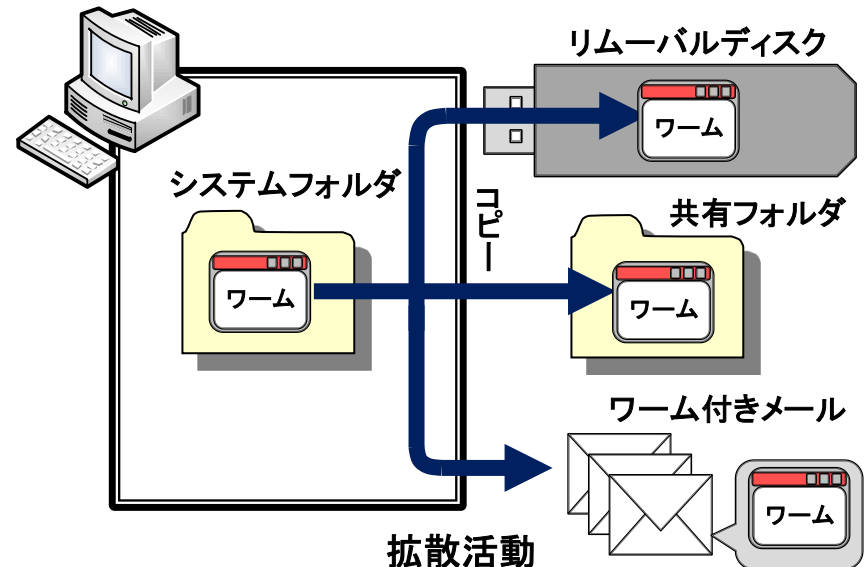 リムーバルディスク
ワーム
システムフォルダ
ワーム
コピー
共有フォルダ
ワーム
ワーム付きメール
ワーム
拡散活動